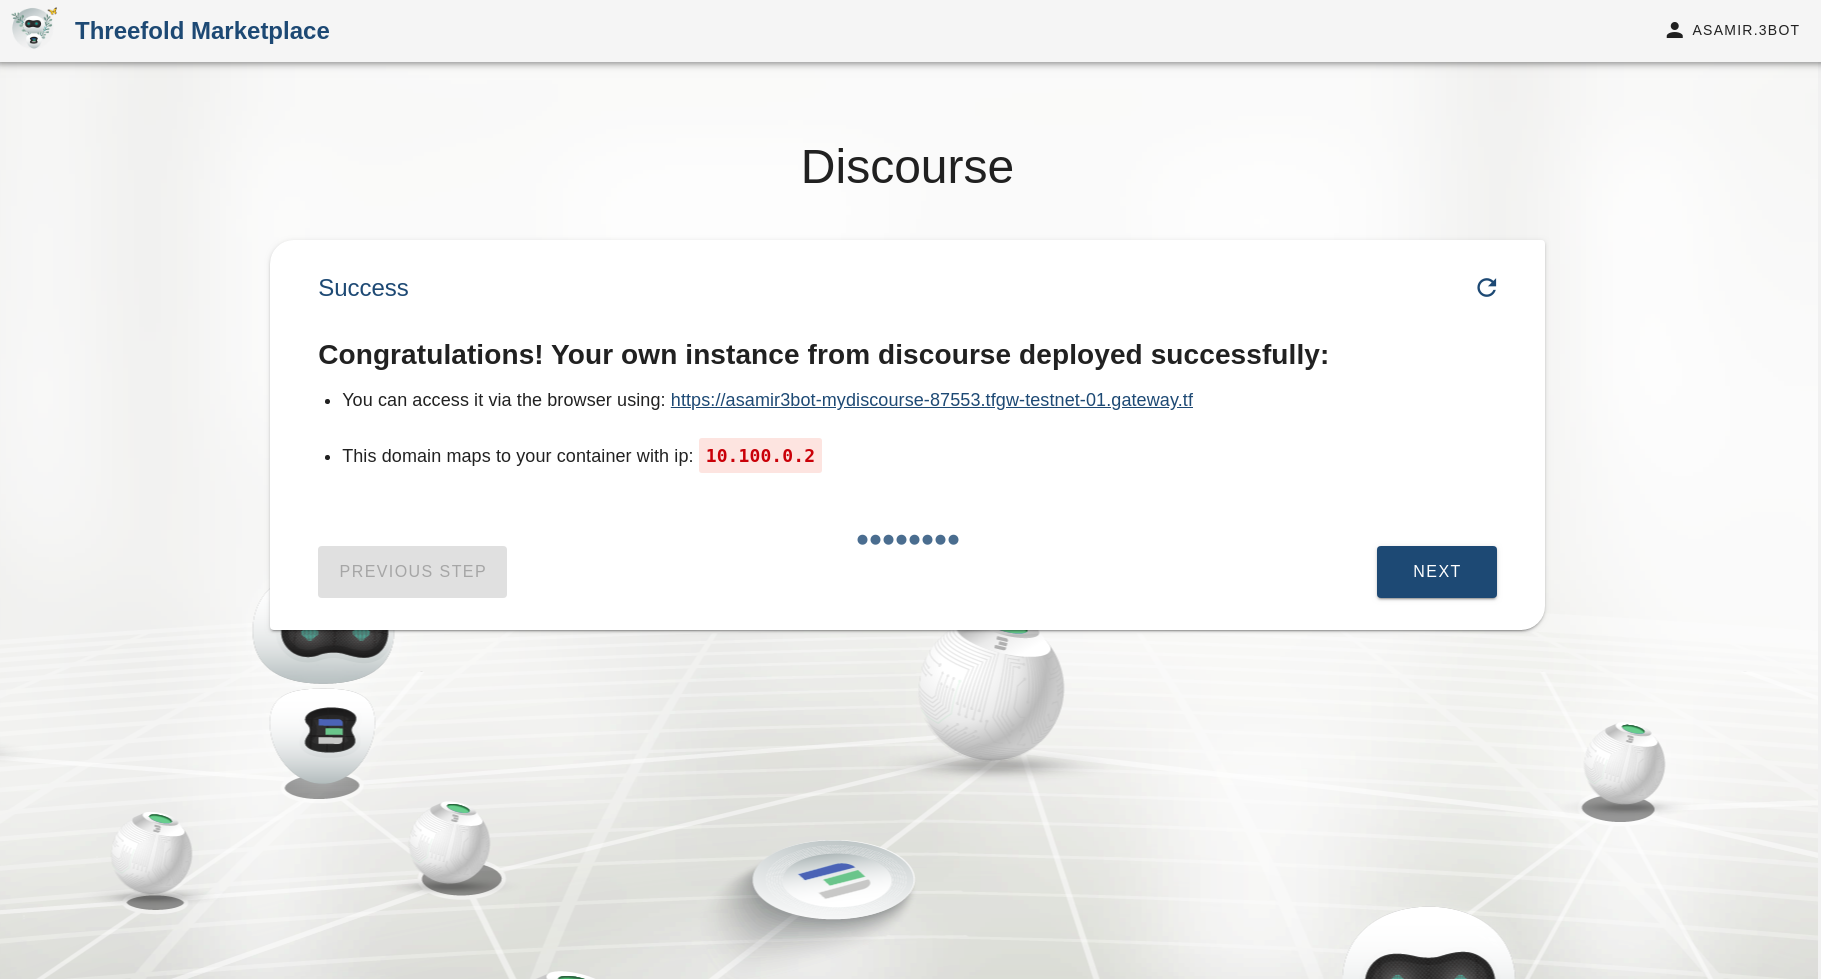 Threefold Marketplace
ASAMIR.3BOT
Discourse
Success
Congratulations! Your own instance from discourse deployed successfully:
You can access it via the browser using: https://asamir3bot-mydiscourse-87553.tfgw-testnet-01.gateway.tf
This domain maps to your container with ip: 10.100.0.2
PREVIOUS STEP
NEXT